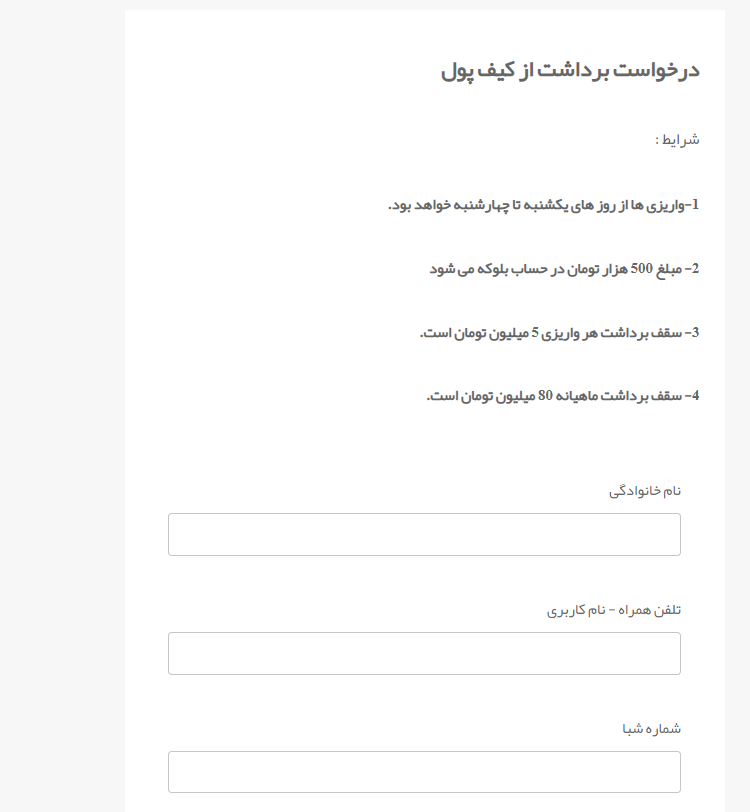 درخواست برداشت از کیف پول
شرایط :
1-واریزی ها از روز های یکشنبه تا چهارشنبه خواهد بود.
2- مبلغ 500 هزار تومان در حساب بلوکه می شود
3- سقف برداشت هر واریزی 5 میلیون تومان است.
4- سقف برداشت ماهیانه 80 میلیون تومان است.
نام خانوادگی
تلفن همراه - نام کاربری
شماره شبا